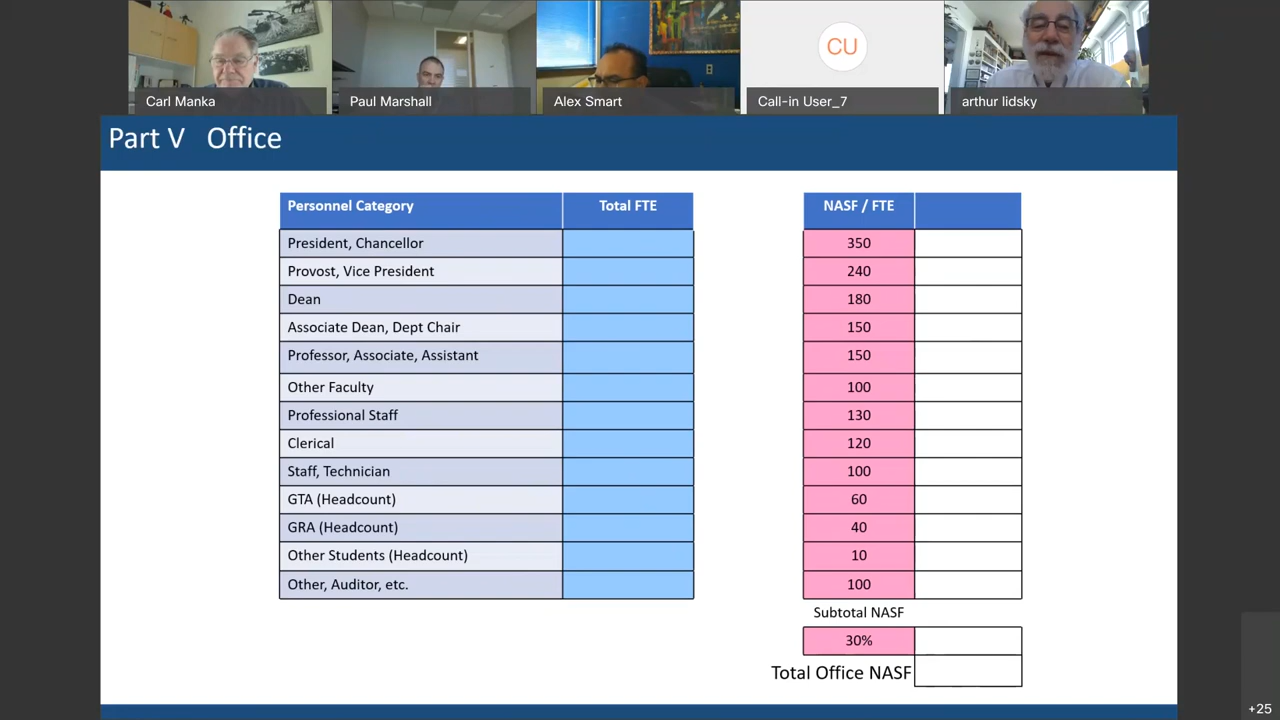 Carl Manka
Paul Marshall
Alex Smart
CU
Call-in User_7
arthur lidsky
Part V Office
Personnel Category Total FTE NASF / FTE
President, Chancellor 350
Provost, Vice President 240
Dean 180
Associate Dean, Dept Chair 150
Professor, Associate, Assistant 150
Other Faculty 100
Professional Staff 130
Clerical 120
Staff, Technician 100
GTA (Headcount) 60
GRA (Headcount) 40
Other Students (Headcount) 10
Other, Auditor, etc. 100
Subtotal NASF
30%
Total Office NASF
+25